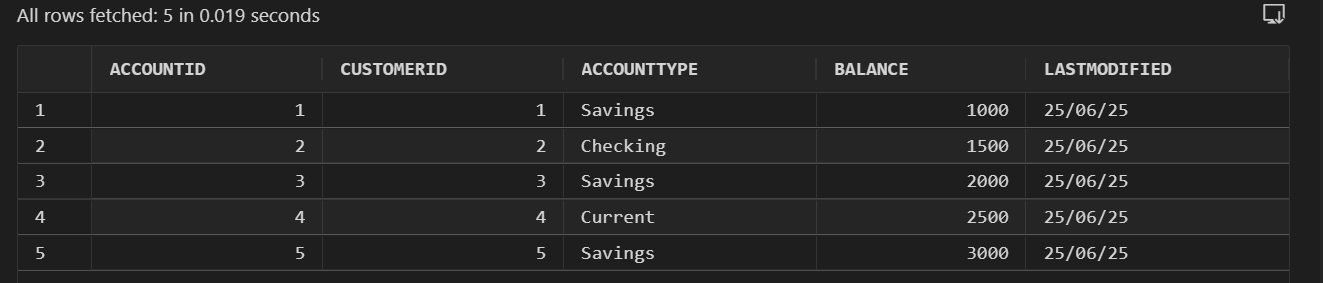 All rows fetched: 5 in 0.019 seconds
ACCOUNTID CUSTOMERID ACCOUNTTYPE BALANCE LASTMODIFIED
1 1 1 Savings 1000 25/06/25
2 2 2 Checking 1500 25/06/25
3 3 3 Savings 2000 25/06/25
4 4 4 Current 2500 25/06/25
5 5 5 Savings 3000 25/06/25